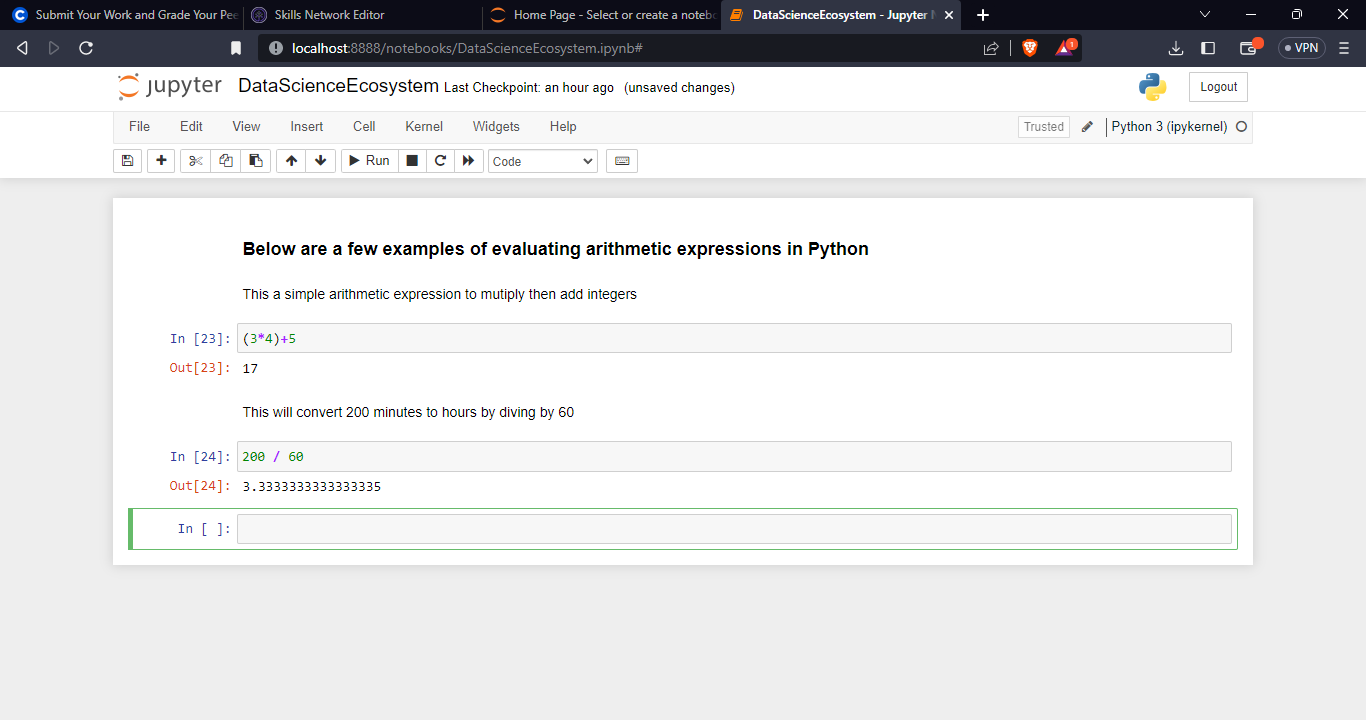 Submit Your Work and Grade Your Pee
Skills Network Editor
Home Page - Select or create a notebo
DataScienceEcosystem - Jupyter N
localhost:8888/notebooks/DataScienceEcosystem.ipynb#
1
VPN
jupyter DataScienceEcosystem Last Checkpoint: an hour ago (unsaved changes)
Logout
File Edit View Insert Cell Kernel Widgets Help
Trusted
Python 3 (ipykernel)
Run
Code
Below are a few examples of evaluating arithmetic expressions in Python
This a simple arithmetic expression to mutiply then add integers
In [23]: (3*4)+5
Out[23]: 17
This will convert 200 minutes to hours by diving by 60
In [24]: 200 / 60
Out[24]: 3.3333333333333335
In [ ]: